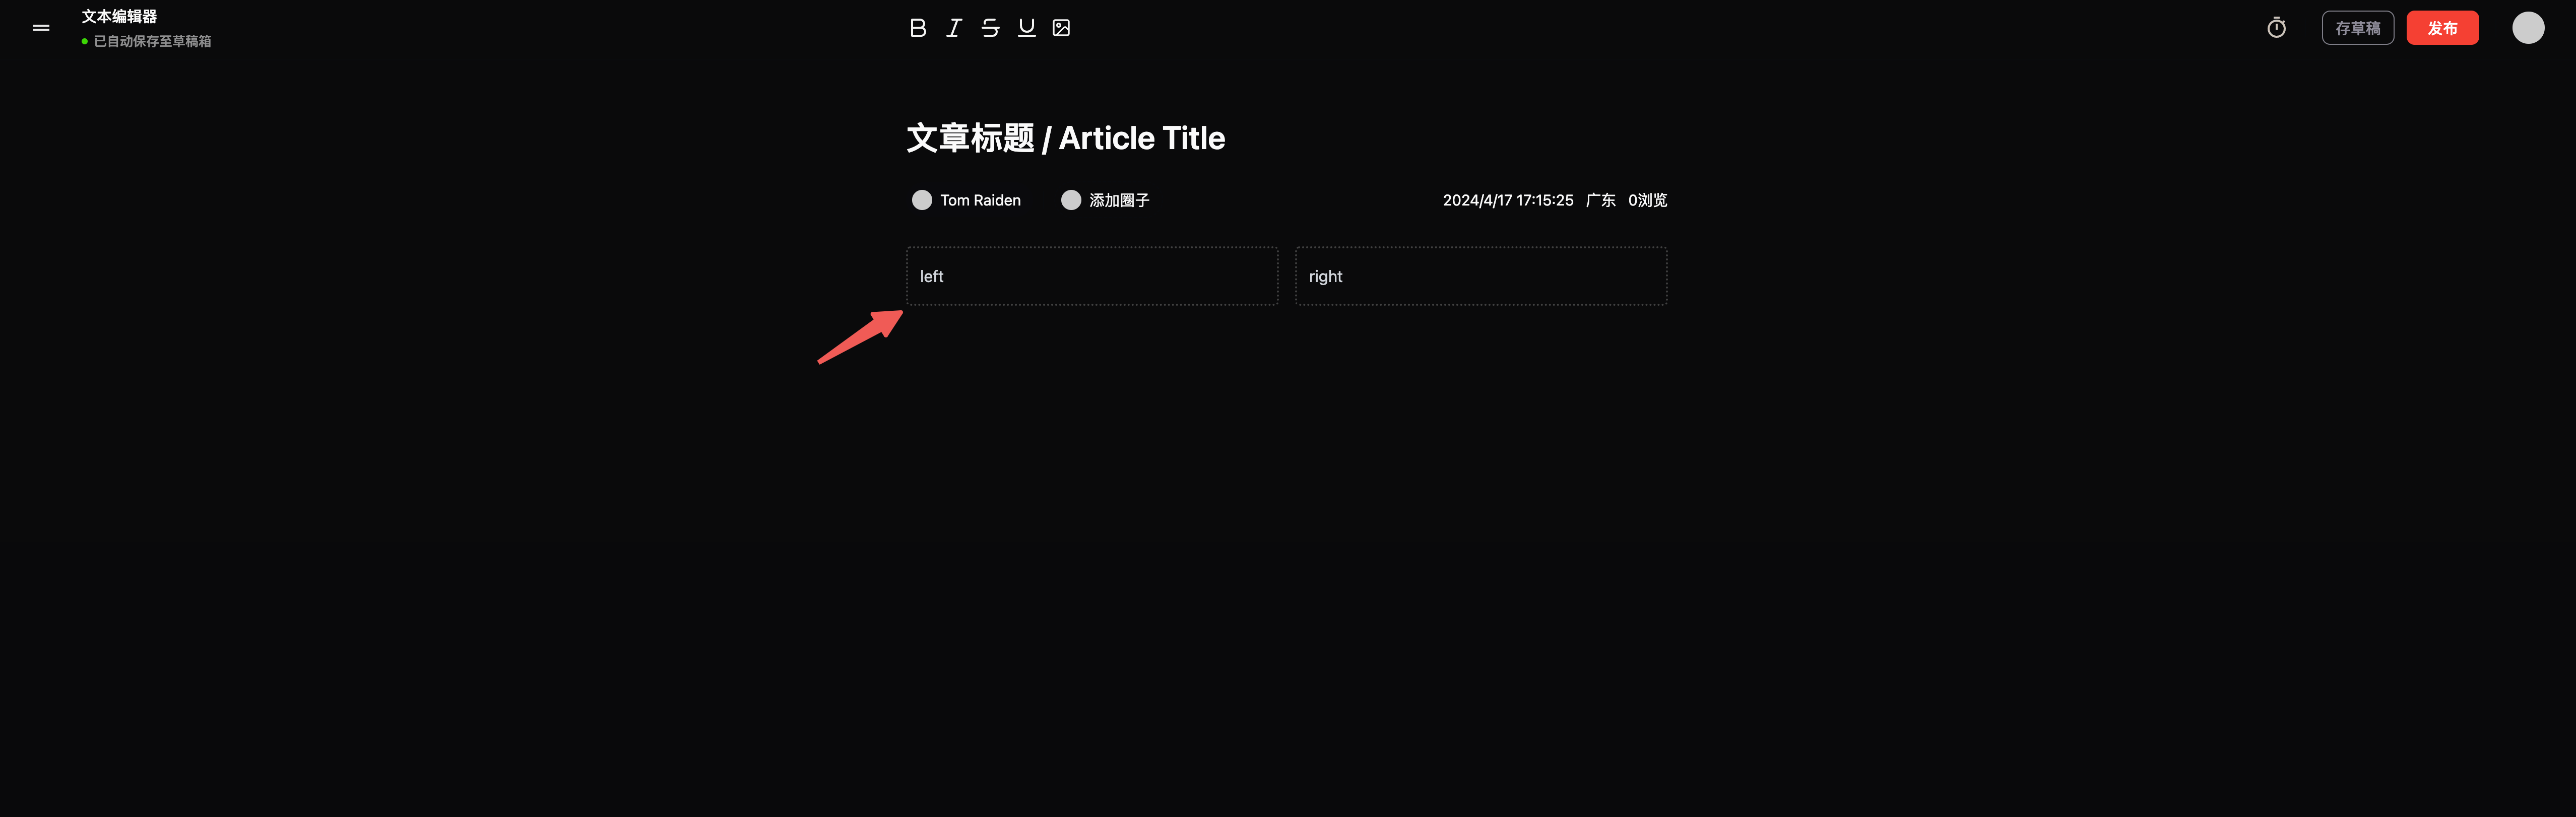 文本编辑器
已自动保存至草稿箱
存草稿
发布
文章标题 / Article Title
Tom Raiden
添加圈子
2024/4/17 17:15:25 广东 0浏览
left
right